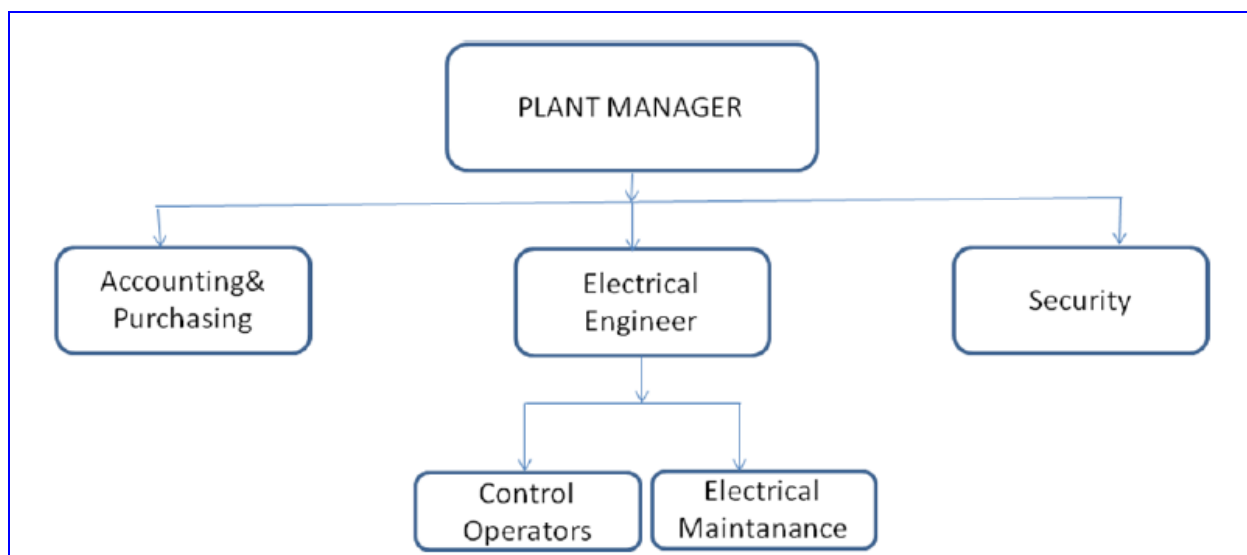 PLANT MANAGER
Accounting&
Purchasing
Electrical
Engineer
Security
Control
Operators
Electrical
Maintanance